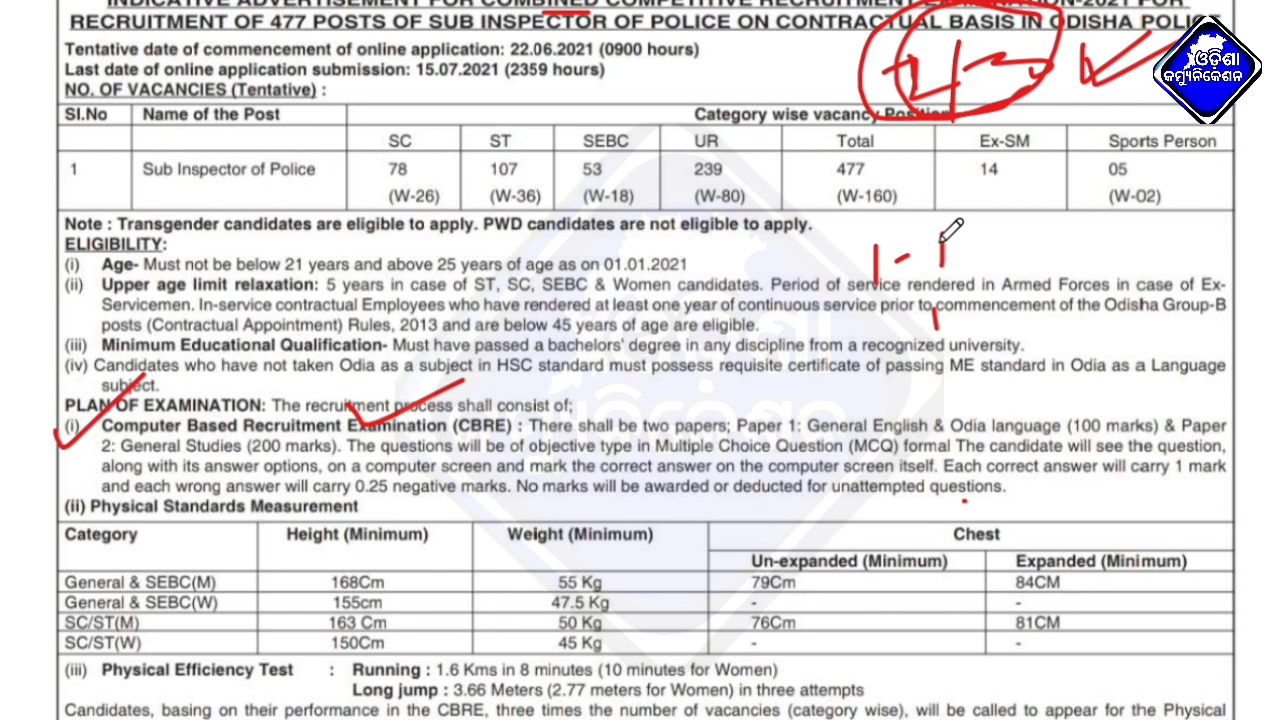 INDICATIVE ADVERTISEMENT FOR COMBINED COMPETITIVE RECRUITMENT EXAMINATION-2021 FOR
RECRUITMENT OF 477 POSTS OF SUB INSPECTOR OF POLICE ON CONTRACTUAL BASIS IN ODISHA POLICE
ଓଡ଼ିଶା
କମ୍ୟୁନିକେଶନ
Tentative date of commencement of online application: 22.06.2021 (0900 hours)
Last date of online application submission: 15.07.2021 (2359 hours)
NO. OF VACANCIES (Tentative) :
Sl.No Name of the Post Category wise vacancy Position
SC ST SEBC UR Total Ex-SM Sports Person
1 Sub Inspector of Police 78 107 53 239 477 14 05
(W-26) (W-36) (W-18) (W-80) (W-160) (W-02)
Note : Transgender candidates are eligible to apply. PWD candidates are not eligible to apply.
ELIGIBILITY:
(i) Age- Must not be below 21 years and above 25 years of age as on 01.01.2021
(ii) Upper age limit relaxation: 5 years in case of ST, SC, SEBC & Women candidates. Period of service rendered in Armed Forces in case of Ex-
Servicemen. In-service contractual Employees who have rendered at least one year of continuous service prior to commencement of the Odisha Group-B
posts (Contractual Appointment) Rules, 2013 and are below 45 years of age are eligible.
(iii) Minimum Educational Qualification- Must have passed a bachelors' degree in any discipline from a recognized university.
(iv) Candidates who have not taken Odia as a subject in HSC standard must possess requisite certificate of passing ME standard in Odia as a Language
subject.
PLAN OF EXAMINATION: The recruitment process shall consist of;
(i) Computer Based Recruitment Examination (CBRE) : There shall be two papers; Paper 1: General English & Odia language (100 marks) & Paper
2: General Studies (200 marks). The questions will be of objective type in Multiple Choice Question (MCQ) formal The candidate will see the question,
along with its answer options, on a computer screen and mark the correct answer on the computer screen itself. Each correct answer will carry 1 mark
and each wrong answer will carry 0.25 negative marks. No marks will be awarded or deducted for unattempted questions.
(ii) Physical Standards Measurement
Category Height (Minimum) Weight (Minimum) Chest
Un-expanded (Minimum) Expanded (Minimum)
General & SEBC(M) 168Cm 55 Kg 79Cm 84CM
General & SEBC(W) 155cm 47.5 Kg - -
SC/ST(M) 163 Cm 50 Kg 76Cm 81CM
SC/ST(W) 150Cm 45 Kg - -
(iii) Physical Efficiency Test : Running : 1.6 Kms in 8 minutes (10 minutes for Women)
Long jump : 3.66 Meters (2.77 meters for Women) in three attempts
Candidates, basing on their performance in the CBRE, three times the number of vacancies (category wise), will be called to appear for the Physical